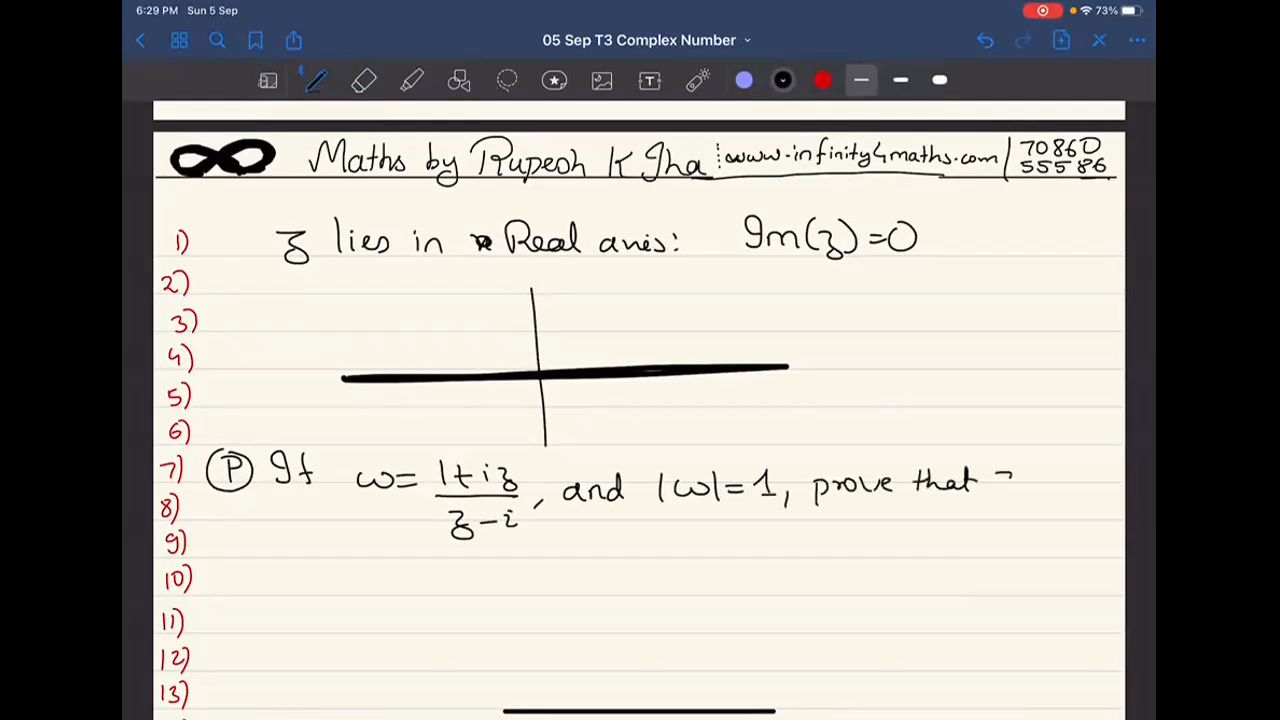 6:29 PM Sun 5 Sep
73%
05 Sep T3 Complex Number
T
Maths by Rupesh K Jha www.infinity4maths.com 70860 55586
1) z lies in Real axis: Im(z)=0
2)
3)
4)
5)
6)
7) (P) If w = (1+iz)/(z-i), and |w|=1, prove that
8)
9)
10)
11)
12)
13)